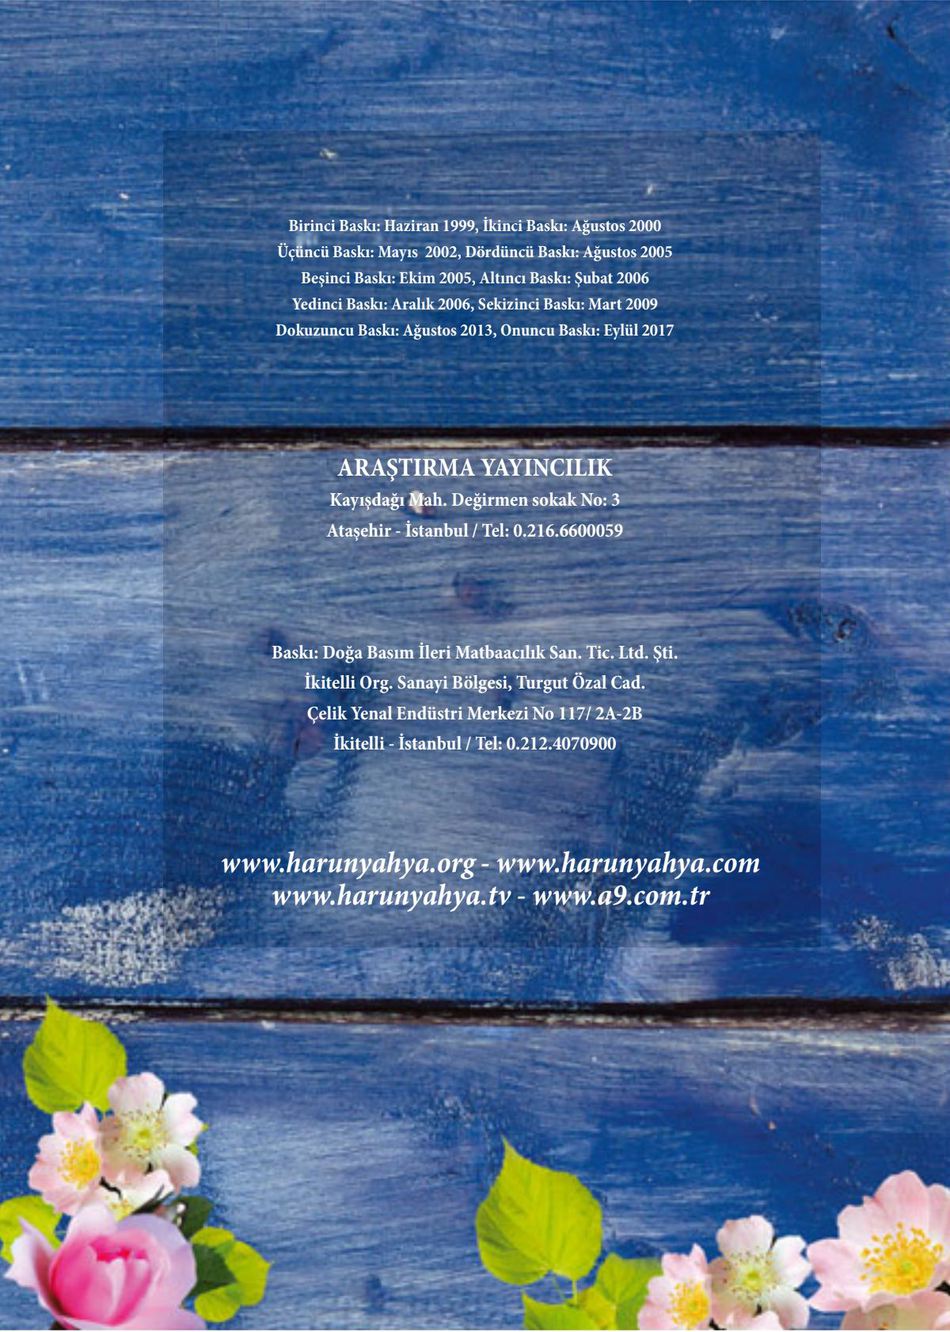 Birinci Baskı: Haziran 1999, İkinci Baskı: Ağustos 2000
Üçüncü Baskı: Mayıs 2002, Dördüncü Baskı: Ağustos 2005
Beşinci Baskı: Ekim 2005, Altıncı Baskı: Şubat 2006
Yedinci Baskı: Aralık 2006, Sekizinci Baskı: Mart 2009
Dokuzuncu Baskı: Ağustos 2013, Onuncu Baskı: Eylül 2017
ARAŞTIRMA YAYINCILIK
Kayışdağı Mah. Değirmen sokak No: 3
Ataşehir - İstanbul / Tel: 0.216.6600059
Baskı: Doğa Basım İleri Matbaacılık San. Tic. Ltd. Şti.
İkitelli Org. Sanayi Bölgesi, Turgut Özal Cad.
Çelik Yenal Endüstri Merkezi No 117/ 2A-2B
İkitelli - İstanbul / Tel: 0.212.4070900
www.harunyahya.org - www.harunyahya.com
www.harunyahya.tv - www.a9.com.tr